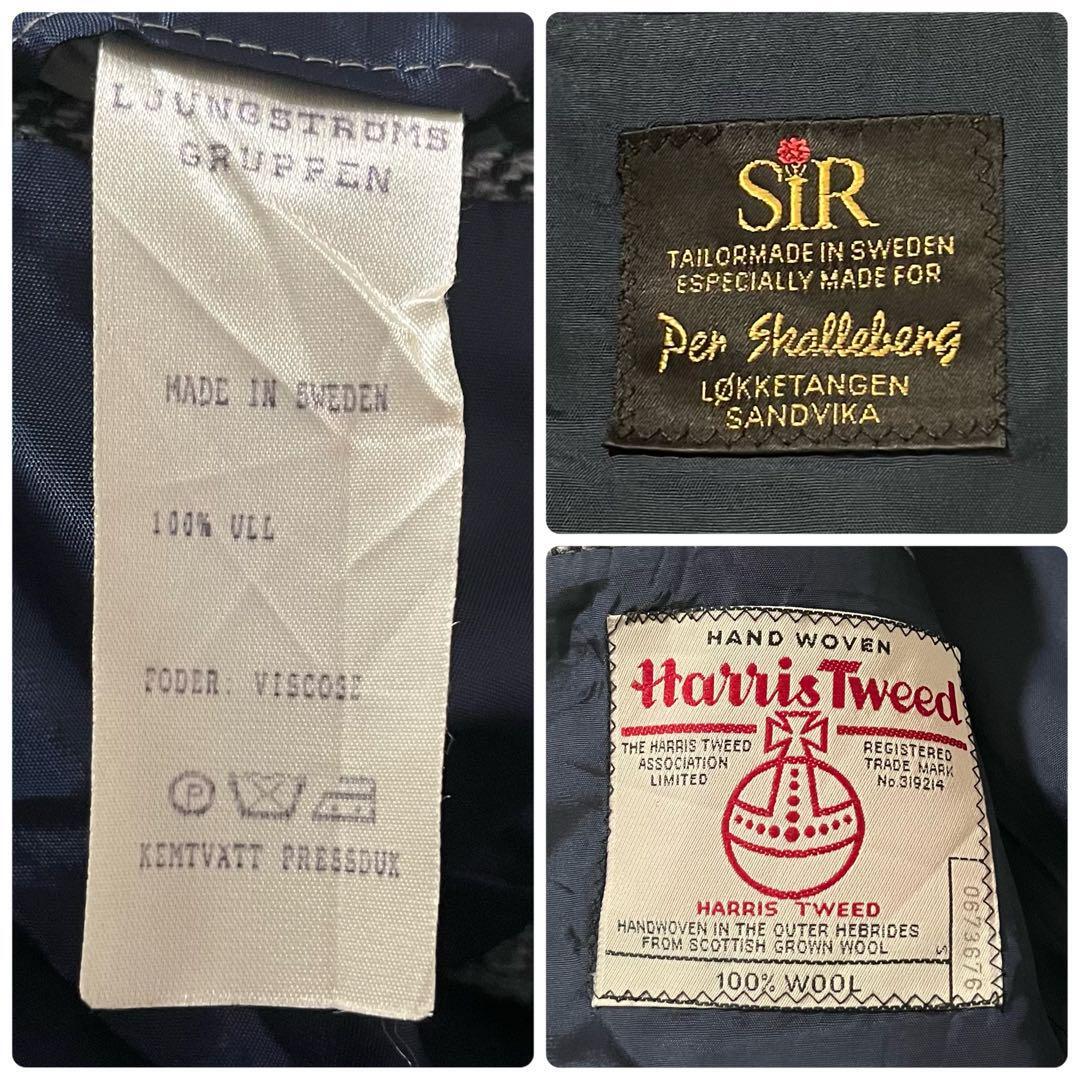 LJUNGSTRÖMS
GRUPPEN
MADE IN SWEDEN
100% ULL
FODER: VISCOSE
P
KEMTVÄTT PRESSDUK
SiR
TAILORMADE IN SWEDEN
ESPECIALLY MADE FOR
Per Skalleberg
LØKKETANGEN
SANDVIKA
HAND WOVEN
Harris Tweed
THE HARRIS TWEED
ASSOCIATION
LIMITED
REGISTERED
TRADE MARK
No.319214
HARRIS TWEED
HANDWOVEN IN THE OUTER HEBRIDES
FROM SCOTTISH GROWN WOOL
S
100% WOOL
0673676